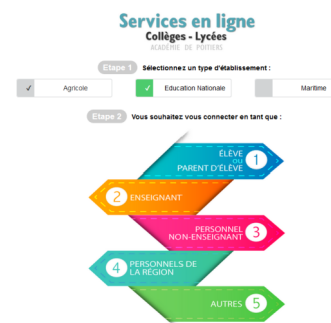 Services en ligne
Collèges - Lycées
ACADÉMIE DE POITIERS
Etape 1 Sélectionnez un type d'établissement :
✓ Agricole ✓ Education Nationale Maritime
Etape 2 Vous souhaitez vous connecter en tant que :
ÉLÈVE
OU
PARENT D'ÉLÈVE 1
2 ENSEIGNANT
PERSONNEL
NON-ENSEIGNANT 3
4 PERSONNELS DE
LA RÉGION
AUTRES 5